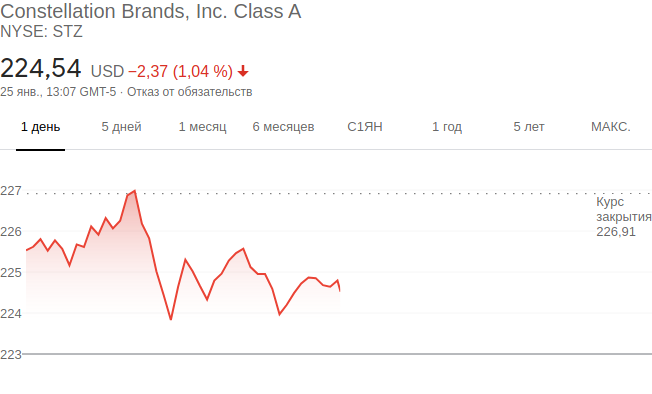 Constellation Brands, Inc. Class A
NYSE: STZ
224,54 USD −2,37 (1,04 %)
25 янв., 13:07 GMT-5 · Отказ от обязательств
1 день 5 дней 1 месяц 6 месяцев С1ЯН 1 год 5 лет МАКС.
227
Курс
закрытия
226,91
226
225
224
223